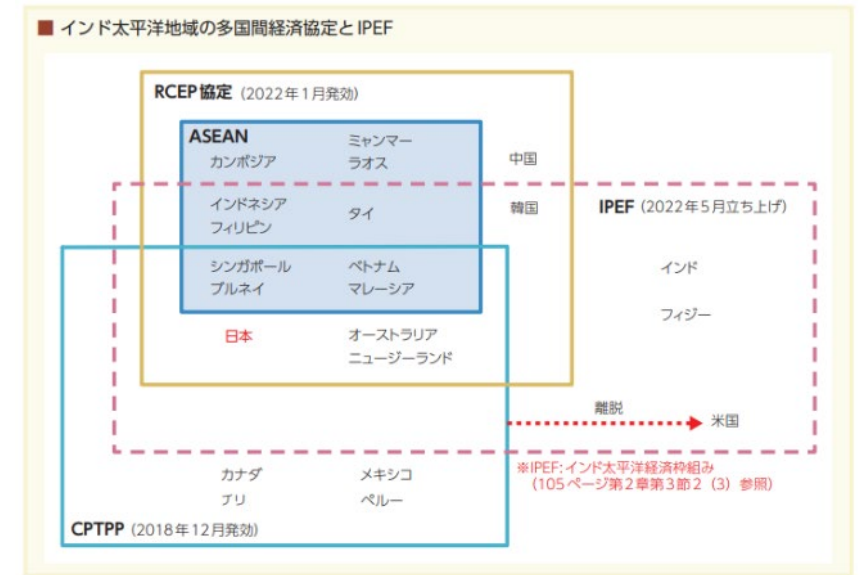 ■ インド太平洋地域の多国間経済協定とIPEF
RCEP協定（2022年1月発効）
ASEAN
ミャンマー
カンボジア ラオス
中国
インドネシア
フィリピン
タイ
韓国
IPEF（2022年5月立ち上げ）
シンガポール ベトナム
ブルネイ マレーシア
インド
フィジー
日本
オーストラリア
ニュージーランド
離脱
米国
※IPEF：インド太平洋経済枠組み
（105ページ第2章第3節2（3）参照）
カナダ メキシコ
チリ ペルー
CPTPP（2018年12月発効）